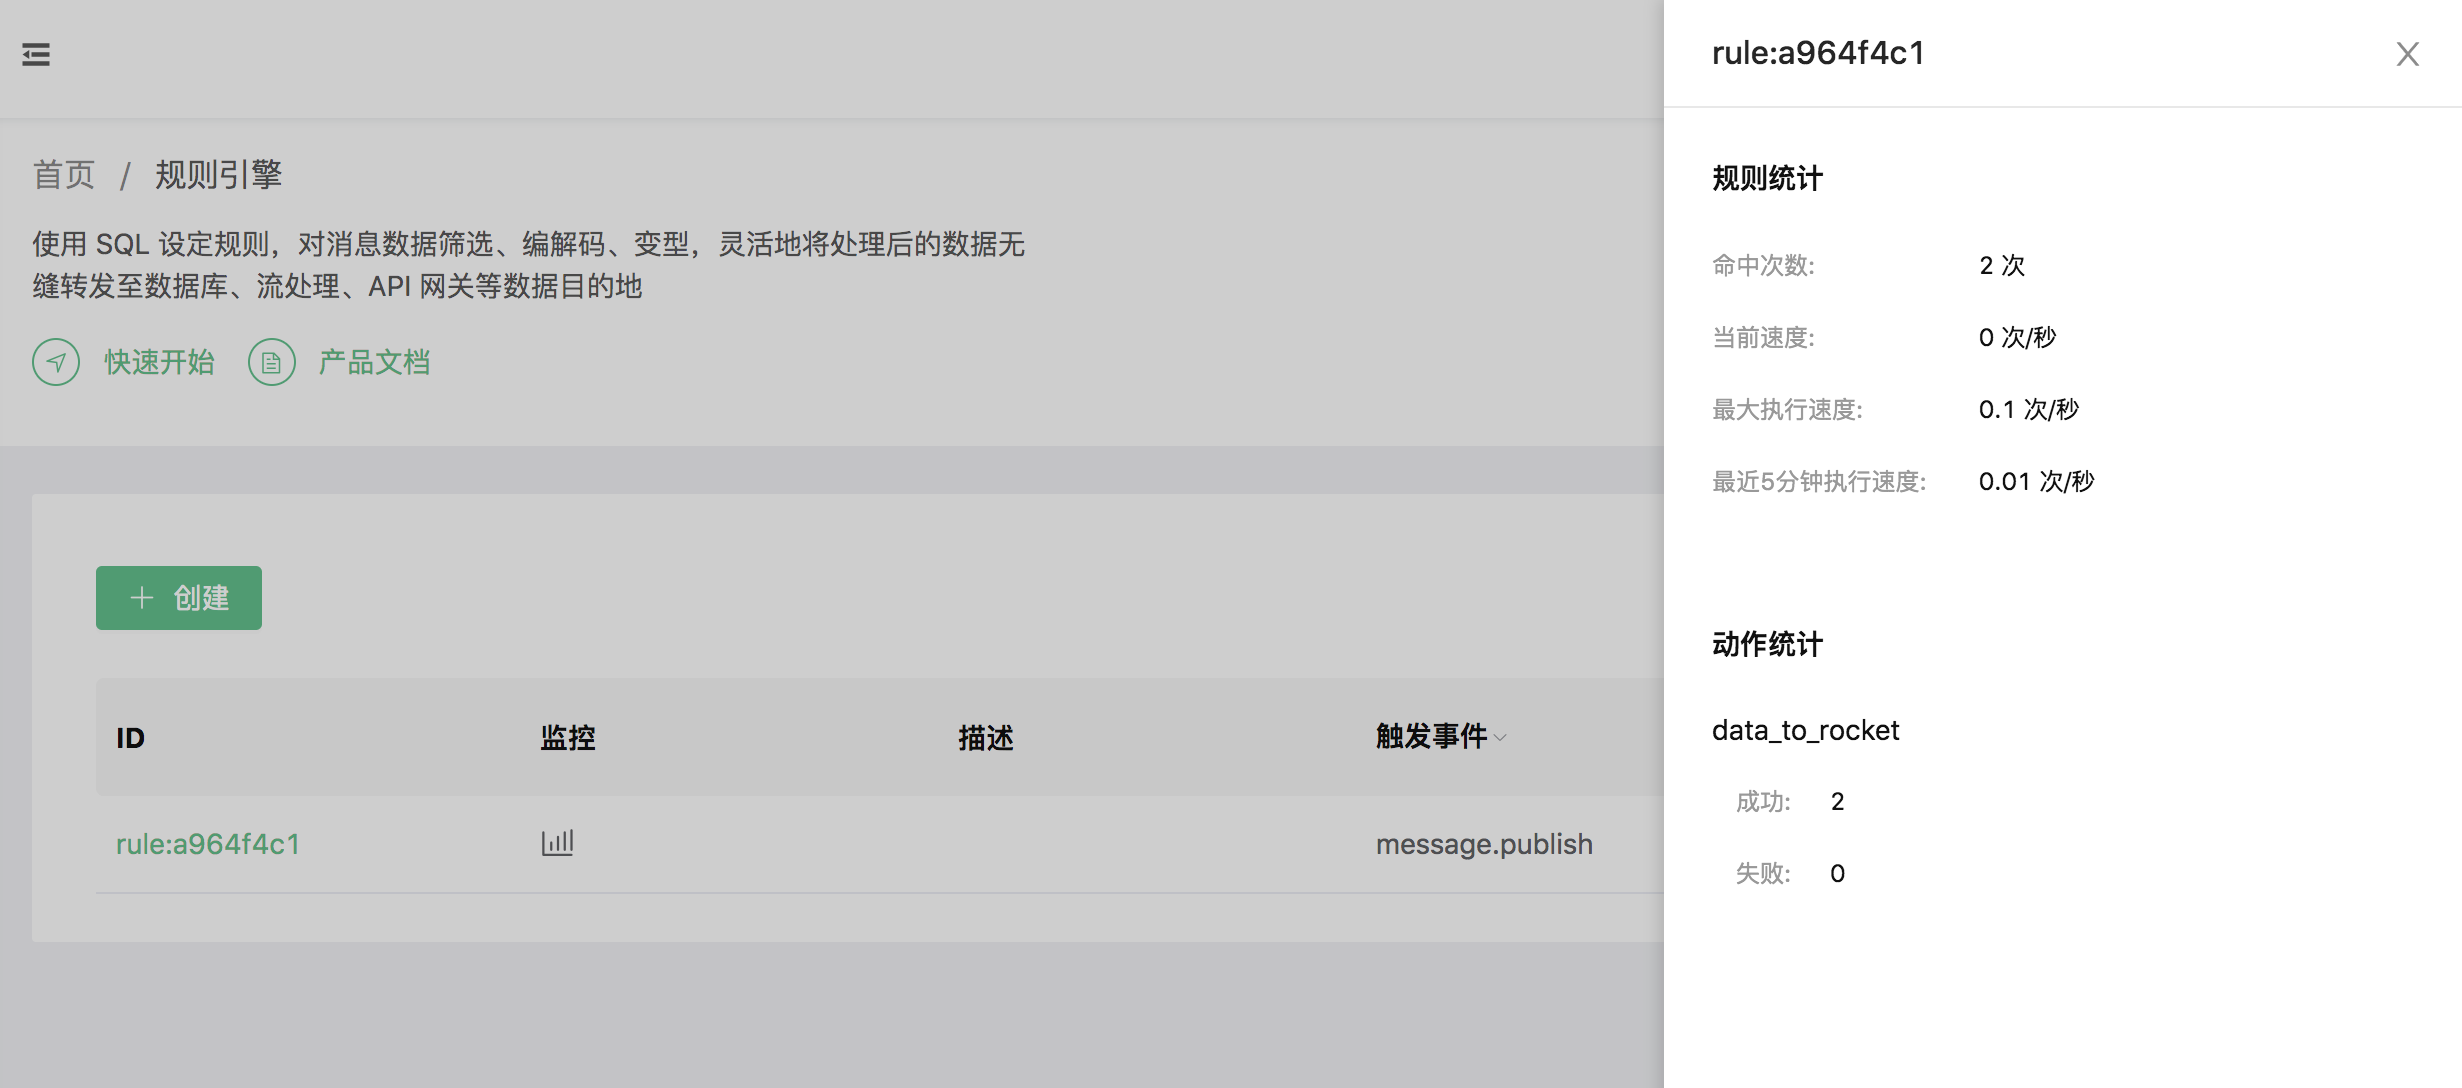 首页 / 规则引擎
使用 SQL 设定规则，对消息数据筛选、编解码、变型，灵活地将处理后的数据无
缝转发至数据库、流处理、API 网关等数据目的地
快速开始 产品文档
创建
ID 监控 描述 触发事件
rule:a964f4c1 message.publish
rule:a964f4c1
规则统计
命中次数: 2 次
当前速度: 0 次/秒
最大执行速度: 0.1 次/秒
最近5分钟执行速度: 0.01 次/秒
动作统计
data_to_rocket
成功: 2
失败: 0